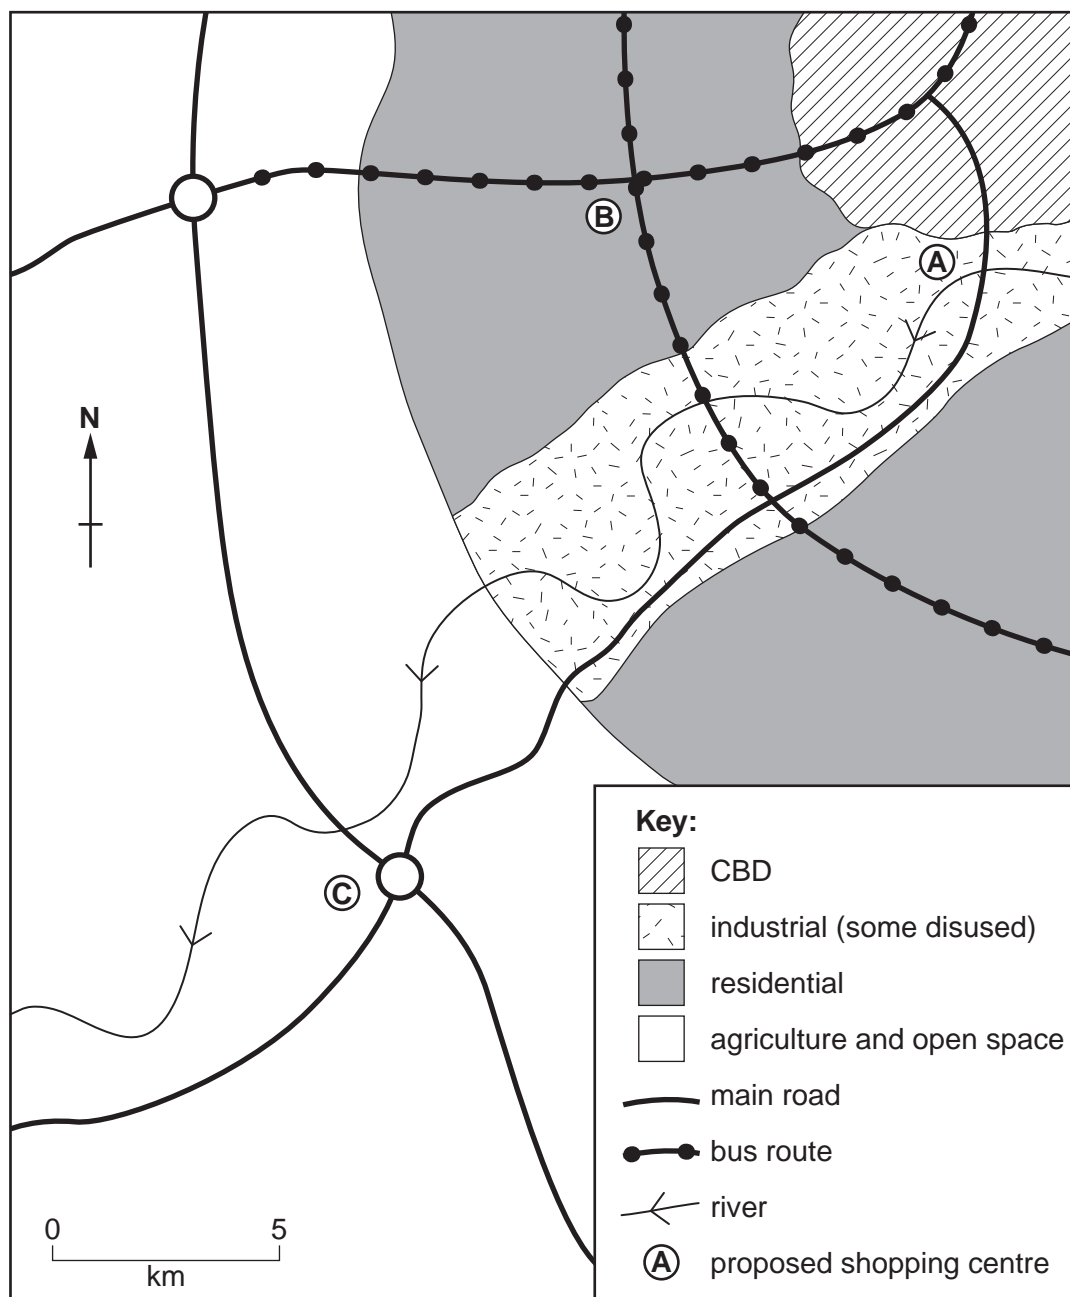 B
A
N
C
Key:
CBD
industrial (some disused)
residential
agriculture and open space
main road
bus route
river
A proposed shopping centre
0 5
km